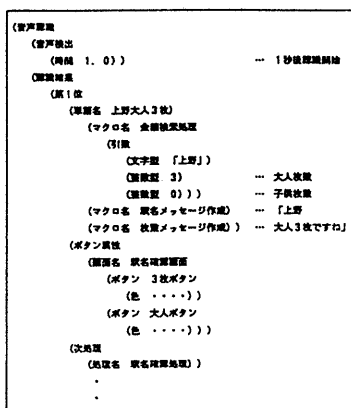 (音声認識
(音声検出
(時間 1.0)) … 1秒後認識開始
(認識結果
(第1位
(単語名 上野大人3枚)
(マクロ名 金額検索処理
(引数
(文字型 「上野」)
(整数型 3) … 大人枚数
(整数型 0))) … 子供枚数
(マクロ名 駅名メッセージ作成) … 「上野
(マクロ名 枚数メッセージ作成)) … 大人3枚ですね」
(ボタン属性
(画面名 駅名確認画面
(ボタン 3枚ボタン
(色 ・・・・))
(ボタン 大人ボタン
(色 ・・・・)))
(次処理
(処理名 駅名確認処理))
・
・